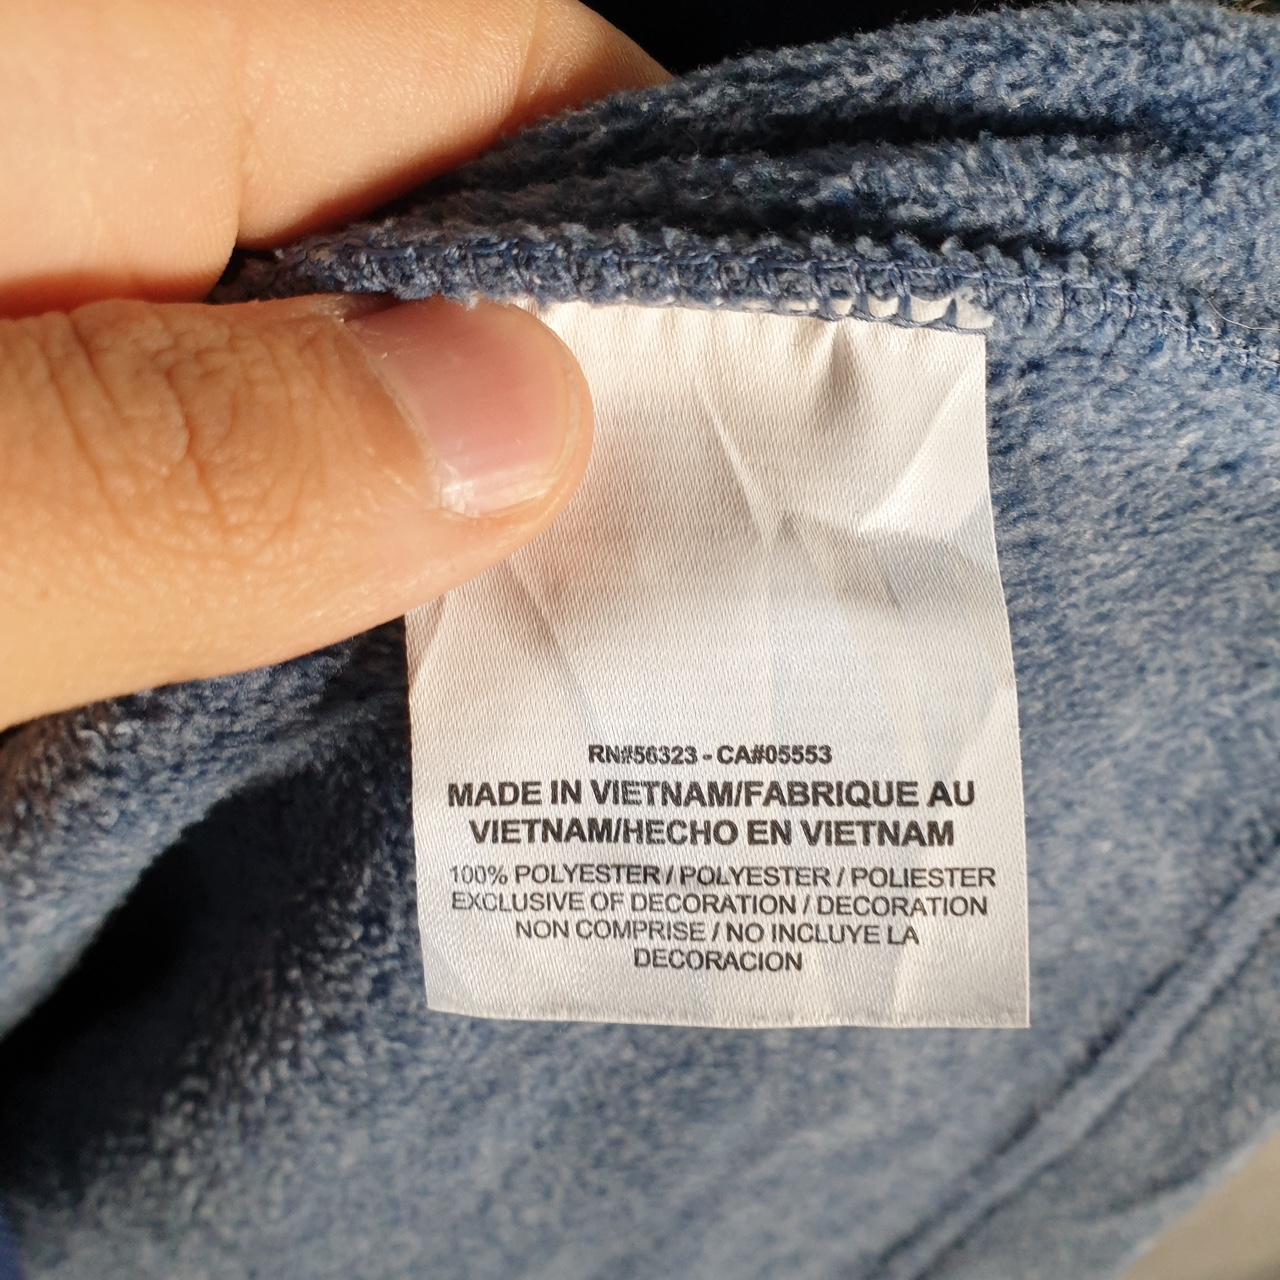 RN#56323 - CA#05553
MADE IN VIETNAM/FABRIQUE AU
VIETNAM/HECHO EN VIETNAM
100% POLYESTER / POLYESTER / POLIESTER
EXCLUSIVE OF DECORATION / DECORATION
NON COMPRISE / NO INCLUYE LA
DECORACION